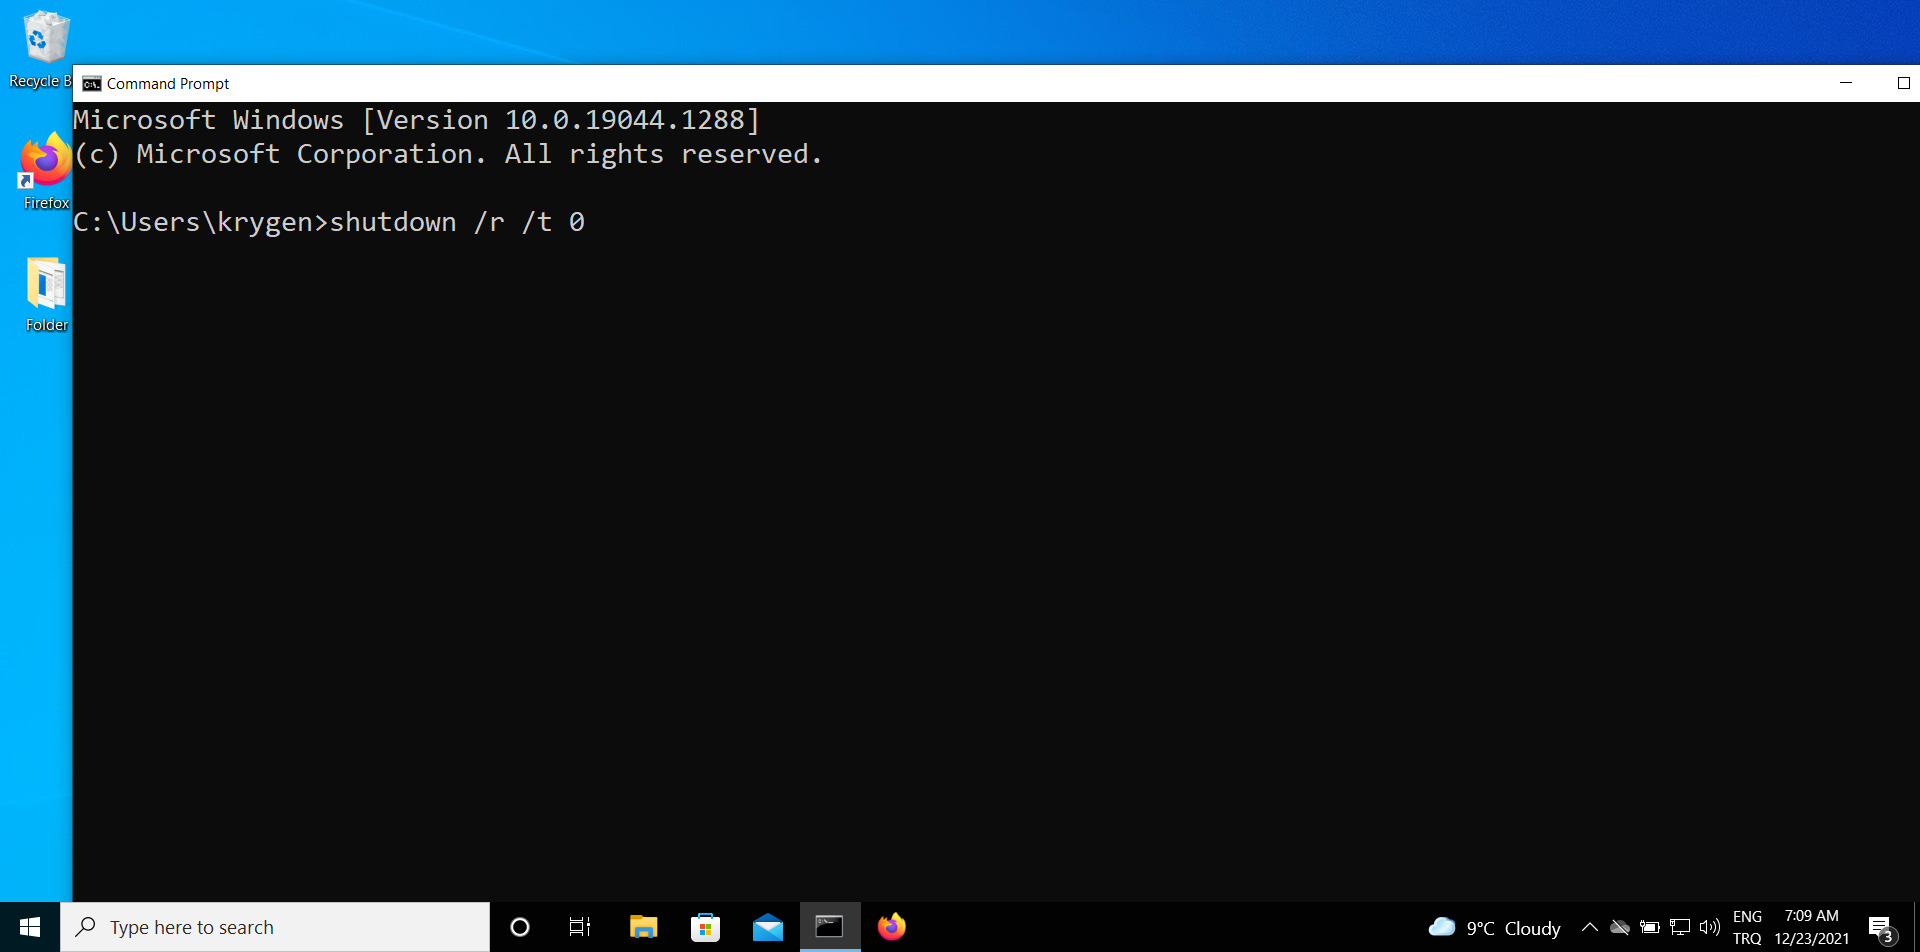 Recycle B
Firefox
Folder
Command Prompt
Microsoft Windows [Version 10.0.19044.1288]
(c) Microsoft Corporation. All rights reserved.
C:\Users\krygen>shutdown /r /t 0
Type here to search
9°C Cloudy
ENG
TRQ
7:09 AM
12/23/2021
3